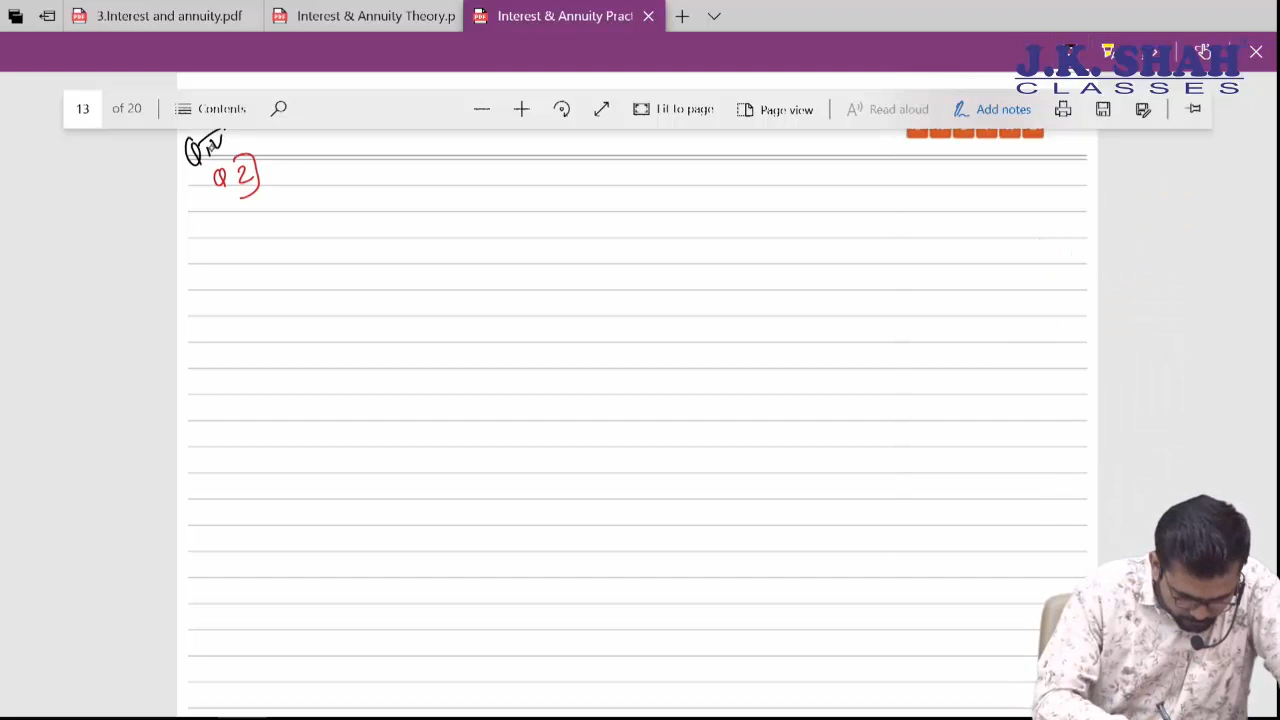 3.Interest and annuity.pdf
Interest & Annuity Theory.p
Interest & Annuity Pract
J.K. SHAH
CLASSES
13 of 20
Contents
Fit to page
Page view
Read aloud
Add notes
Q 2)